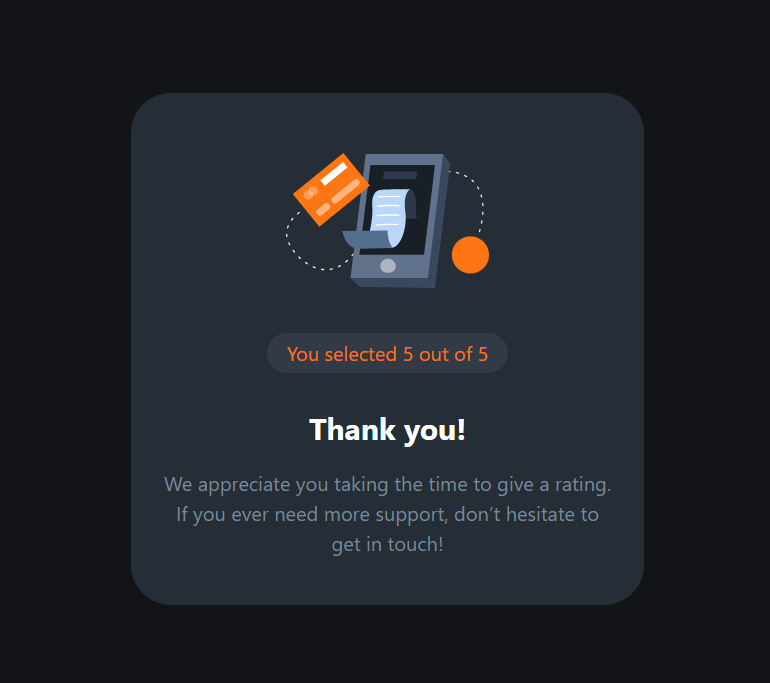 You selected 5 out of 5
Thank you!
We appreciate you taking the time to give a rating.
If you ever need more support, don’t hesitate to
get in touch!